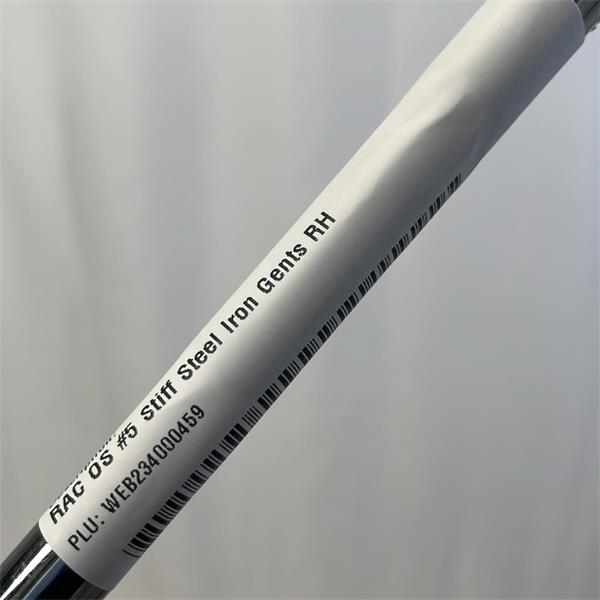 RAC OS #5 Stiff Steel Iron Gents RH
PLU: WEB234000459